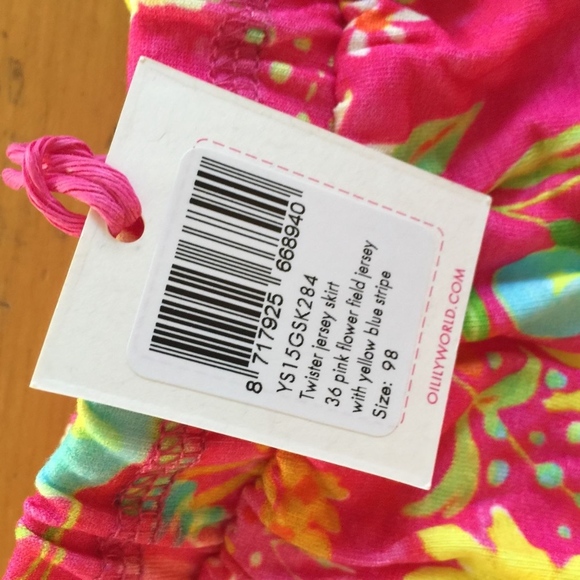 8 717925 668940
YS15GSK284
Twister jersey skirt
36 pink flower field jersey
with yellow blue stripe
Size: 98
OILILYWORLD.COM